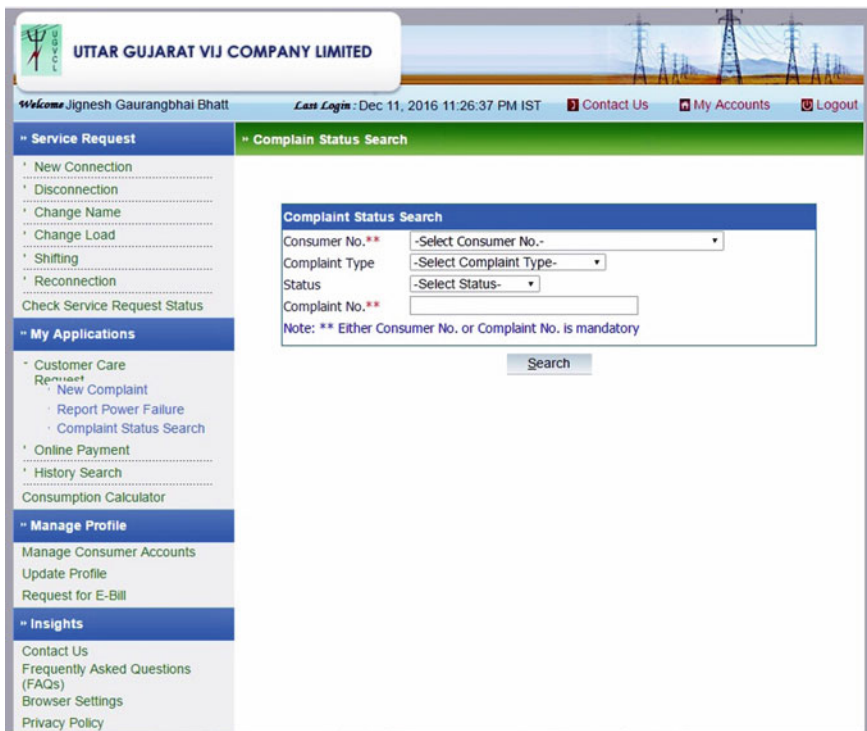 UGVCL
UTTAR GUJARAT VIJ COMPANY LIMITED
Welcome Jignesh Gaurangbhai Bhatt
Last Login : Dec 11, 2016 11:26:37 PM IST
Contact Us
My Accounts
Logout
» Service Request
New Connection
Disconnection
Change Name
Change Load
Shifting
Reconnection
Check Service Request Status
» My Applications
Customer Care
Request
New Complaint
Report Power Failure
Complaint Status Search
Online Payment
History Search
Consumption Calculator
» Manage Profile
Manage Consumer Accounts
Update Profile
Request for E-Bill
» Insights
Contact Us
Frequently Asked Questions
(FAQs)
Browser Settings
Privacy Policy
» Complain Status Search
Complaint Status Search
Consumer No.** -Select Consumer No.-
Complaint Type -Select Complaint Type-
Status -Select Status-
Complaint No.**
Note: ** Either Consumer No. or Complaint No. is mandatory
Search